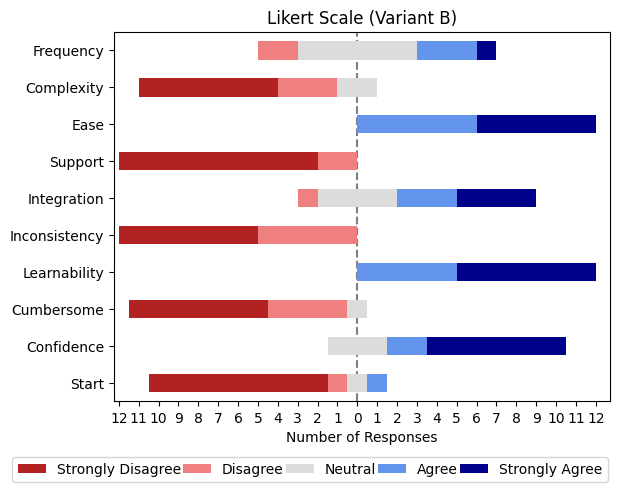 Likert Scale (Variant B)
Frequency
Complexity
Ease
Support
Integration
Inconsistency
Learnability
Cumbersome
Confidence
Start
12 11 10 9 8 7 6 5 4 3 2 1 0 1 2 3 4 5 6 7 8 9 10 11 12
Number of Responses
Strongly Disagree Disagree Neutral Agree Strongly Agree